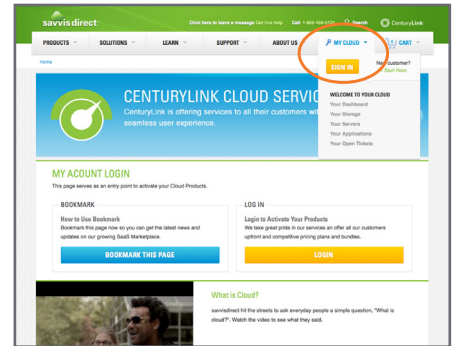 savvisdirect
Click here to leave a message Get live help Call 1-855-459-6121 Search CenturyLink
PRODUCTS SOLUTIONS LEARN SUPPORT ABOUT US MY CLOUD CART
Home
SIGN IN
New customer?
Start Here
WELCOME TO YOUR CLOUD
Your Dashboard
Your Storage
Your Servers
Your Applications
Your Open Tickets
CENTURYLINK CLOUD SERVIC
CenturyLink is offering services to all their customers wit
seamless user experience.
MY ACOUNT LOGIN
This page serves as an entry point to activate your Cloud Products.
BOOKMARK
How to Use Bookmark
Bookmark this page now so you can get the latest news and
updates on our growing SaaS Marketplace.
BOOKMARK THIS PAGE
LOG IN
Login to Activate Your Products
We take great pride in our services an offer all our customers
upfront and competitive pricing plans and bundles.
LOGIN
What is Cloud?
savvisdirect hit the streets to ask everyday people a simple question, "What is
cloud?". Watch the video to see what they said.